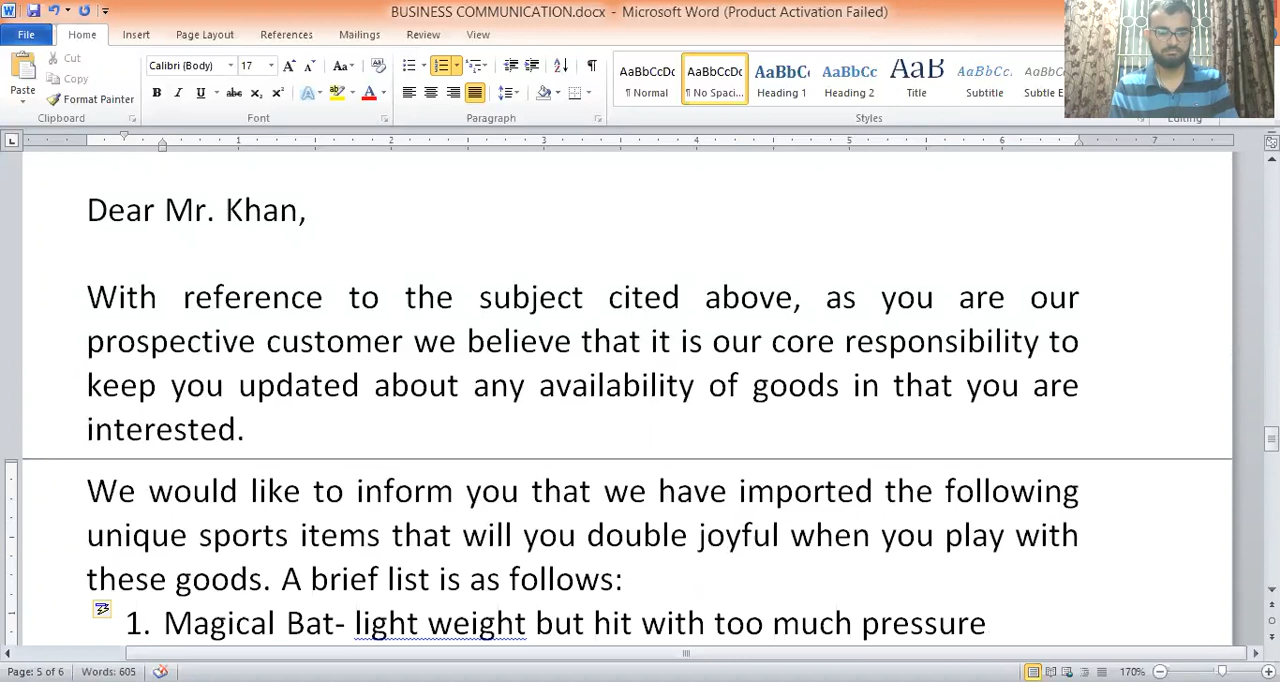 BUSINESS COMMUNICATION.docx - Microsoft Word (Product Activation Failed)
File Home Insert Page Layout References Mailings Review View
Cut
Copy
Format Painter
Paste
Clipboard
Calibri (Body) 17
Font
Paragraph
AaBbCcDc AaBbCcDc AaBbC AaBbCc AaB AaBbCc. AaBbCc
¶ Normal ¶ No Spaci... Heading 1 Heading 2 Title Subtitle Subtle E
Styles
Editing
1 2 3 4 5 6 7
Dear Mr. Khan,
With reference to the subject cited above, as you are our
prospective customer we believe that it is our core responsibility to
keep you updated about any availability of goods in that you are
interested.
We would like to inform you that we have imported the following
unique sports items that will you double joyful when you play with
these goods. A brief list is as follows:
1. Magical Bat- light weight but hit with too much pressure
Page: 5 of 6 Words: 605 170%